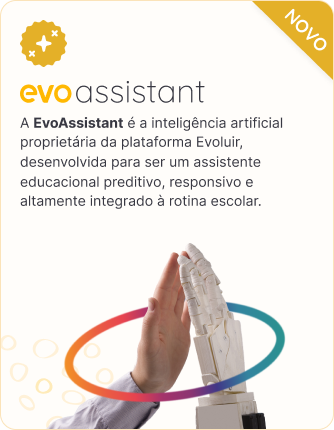 NOVO
evoassistant
A EvoAssistant é a inteligência artificial
proprietária da plataforma Evoluir,
desenvolvida para ser um assistente
educacional preditivo, responsivo e
altamente integrado à rotina escolar.